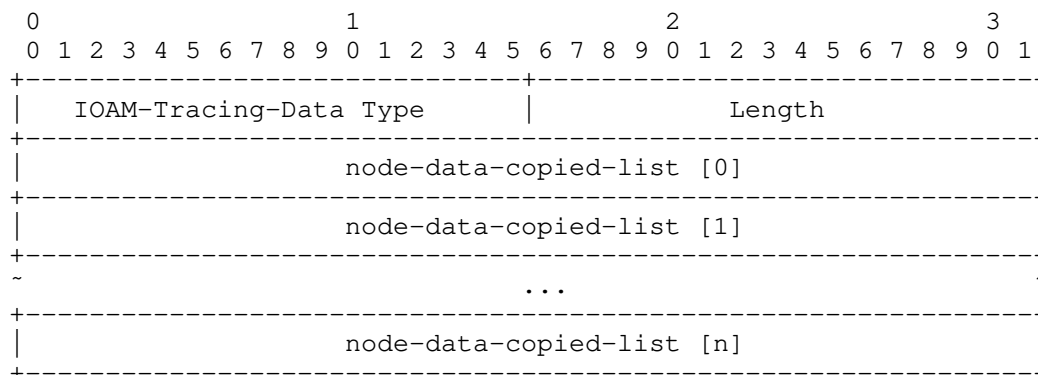 0                   1                   2                   3
0 1 2 3 4 5 6 7 8 9 0 1 2 3 4 5 6 7 8 9 0 1 2 3 4 5 6 7 8 9 0 1
IOAM-Tracing-Data Type | Length
node-data-copied-list [0]
node-data-copied-list [1]
...
node-data-copied-list [n]